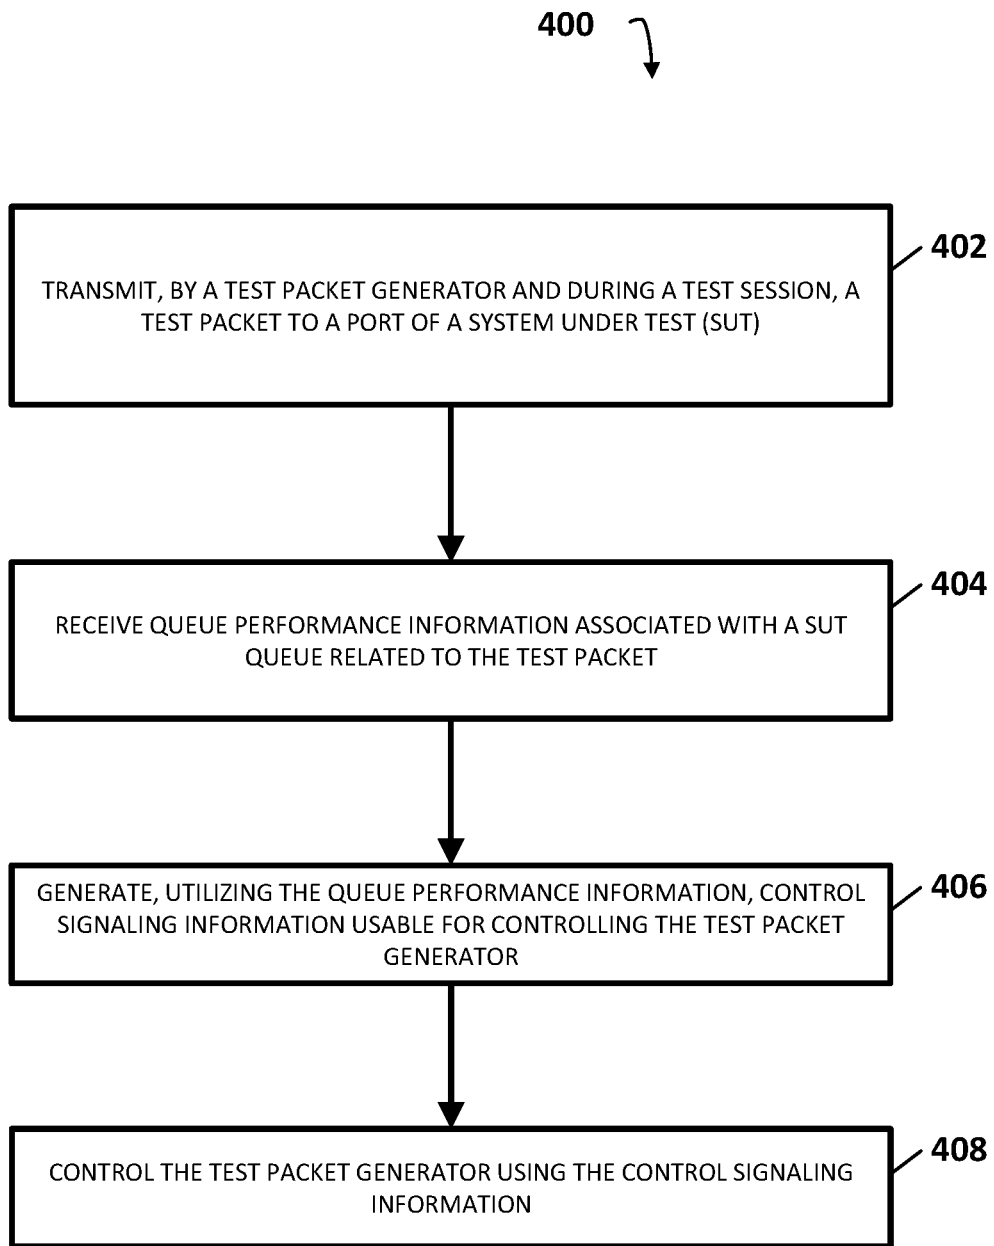 400
402
TRANSMIT, BY A TEST PACKET GENERATOR AND DURING A TEST SESSION, A
TEST PACKET TO A PORT OF A SYSTEM UNDER TEST (SUT)
404
RECEIVE QUEUE PERFORMANCE INFORMATION ASSOCIATED WITH A SUT
QUEUE RELATED TO THE TEST PACKET
406
GENERATE, UTILIZING THE QUEUE PERFORMANCE INFORMATION, CONTROL
SIGNALING INFORMATION USABLE FOR CONTROLLING THE TEST PACKET
GENERATOR
408
CONTROL THE TEST PACKET GENERATOR USING THE CONTROL SIGNALING
INFORMATION